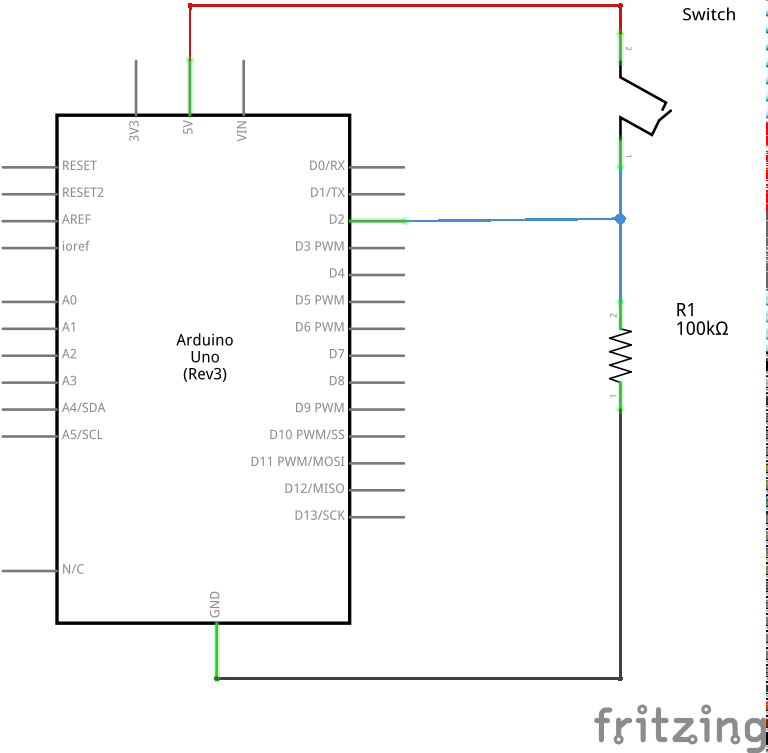 Switch
2
1
3V3
5V
VIN
RESET
RESET2
AREF
ioref
A0
A1
A2
A3
A4/SDA
A5/SCL
N/C
Arduino
Uno
(Rev3)
D0/RX
D1/TX
D2
D3 PWM
D4
D5 PWM
D6 PWM
D7
D8
D9 PWM
D10 PWM/SS
D11 PWM/MOSI
D12/MISO
D13/SCK
GND
2
1
R1
100kΩ
fritzing